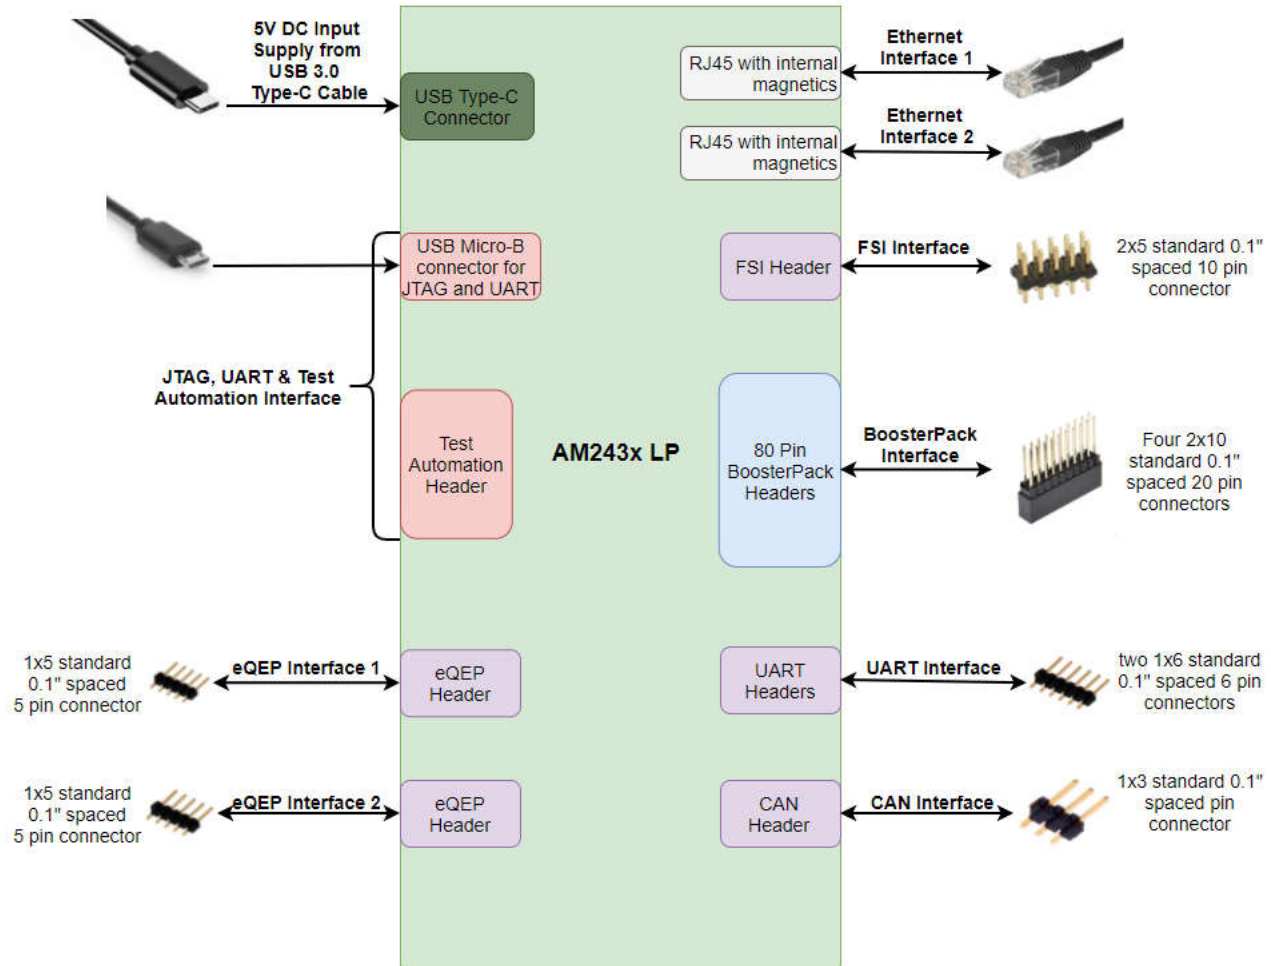 5V DC Input
Supply from
USB 3.0
Type-C Cable
USB Type-C
Connector
RJ45 with internal
magnetics
Ethernet
Interface 1
RJ45 with internal
magnetics
Ethernet
Interface 2
USB Micro-B
connector for
JTAG and UART
FSI Header
FSI Interface
2x5 standard 0.1"
spaced 10 pin
connector
JTAG, UART & Test
Automation Interface
Test
Automation
Header
AM243x LP
80 Pin
BoosterPack
Headers
BoosterPack
Interface
Four 2x10
standard 0.1"
spaced 20 pin
connectors
1x5 standard
0.1" spaced
5 pin connector
eQEP Interface 1
eQEP
Header
UART
Headers
UART Interface
two 1x6 standard
0.1" spaced 6 pin
connectors
1x5 standard
0.1" spaced
5 pin connector
eQEP Interface 2
eQEP
Header
CAN
Header
CAN Interface
1x3 standard 0.1"
spaced pin
connector